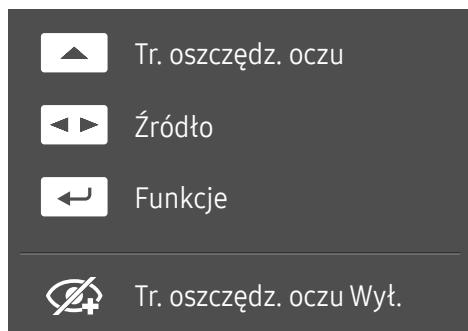 Tr. oszczędz. oczu
Źródło
Funkcje
Tr. oszczędz. oczu Wył.